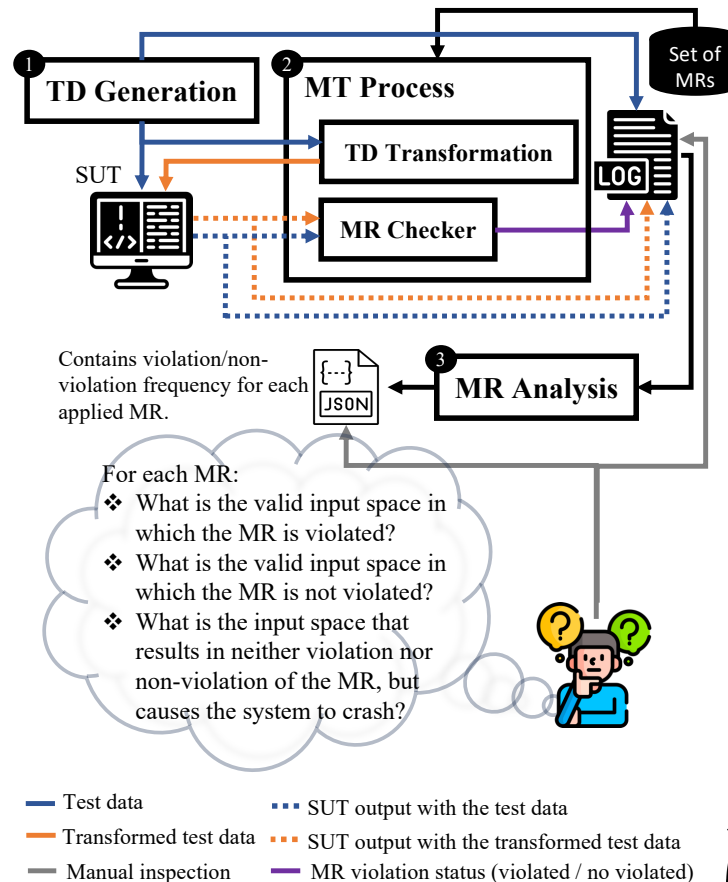 Set of
MRs
1
TD Generation
2
MT Process
TD Transformation
SUT
LOG
MR Checker
Contains violation/non-
violation frequency for each
applied MR.
{---}
JSON
3
MR Analysis
For each MR:
❖ What is the valid input space in
which the MR is violated?
❖ What is the valid input space in
which the MR is not violated?
❖ What is the input space that
results in neither violation nor
non-violation of the MR, but
causes the system to crash?
? ?
Test data
SUT output with the test data
Transformed test data
SUT output with the transformed test data
Manual inspection
MR violation status (violated / no violated)